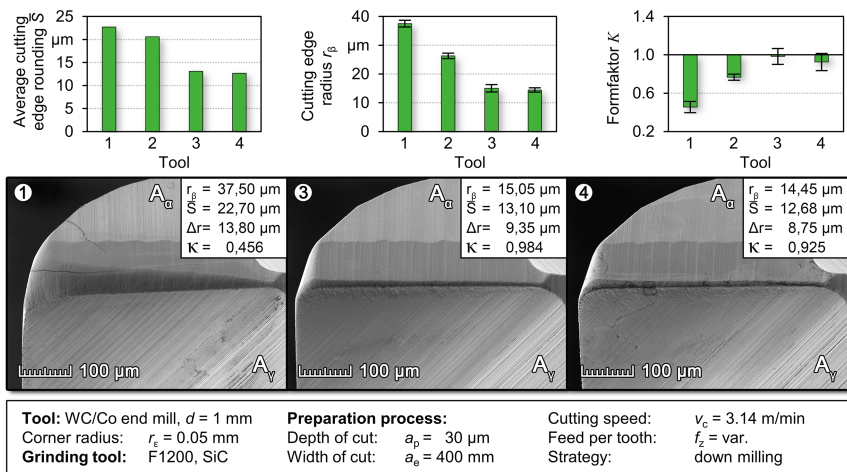 Average cutting
edge rounding S̅
25
μm
15
10
5
0
1 2 3 4
Tool
Cutting edge
radius rβ
40
μm
20
10
0
1 2 3 4
Tool
Formfaktor K
1.4
1.0
0.6
0.2
1 2 3 4
Tool
1
Aα
rβ = 37,50 μm
S̅ = 22,70 μm
Δr= 13,80 μm
κ = 0,456
100 μm
Aγ
3
Aα
rβ = 15,05 μm
S̅ = 13,10 μm
Δr= 9,35 μm
κ = 0,984
100 μm
Aγ
4
Aα
rβ = 14,45 μm
S̅ = 12,68 μm
Δr= 8,75 μm
κ = 0,925
100 μm
Aγ
Tool: WC/Co end mill, d = 1 mm
Corner radius: rε = 0.05 mm
Grinding tool: F1200, SiC
Preparation process:
Depth of cut: ap = 30 μm
Width of cut: ae = 400 mm
Cutting speed: vc = 3.14 m/min
Feed per tooth: fz = var.
Strategy: down milling